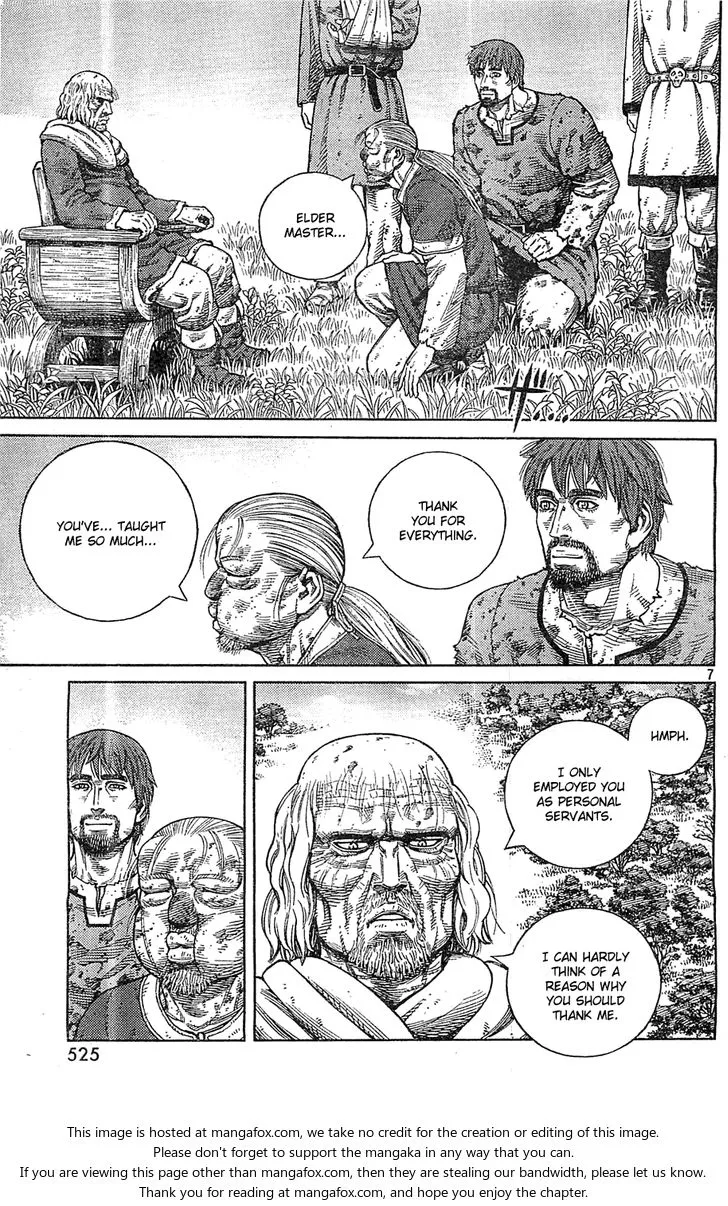 ELDER
MASTER...
THANK
YOU FOR
EVERYTHING.
YOU'VE... TAUGHT
ME SO MUCH...
7
HMPH.
I ONLY
EMPLOYED YOU
AS PERSONAL
SERVANTS.
I CAN HARDLY
THINK OF A
REASON WHY
YOU SHOULD
THANK ME.
525
This image is hosted at mangafox.com, we take no credit for the creation or editing of this image.
Please don't forget to support the mangaka in any way that you can.
If you are viewing this page other than mangafox.com, then they are stealing our bandwidth, please let us know.
Thank you for reading at mangafox.com, and hope you enjoy the chapter.